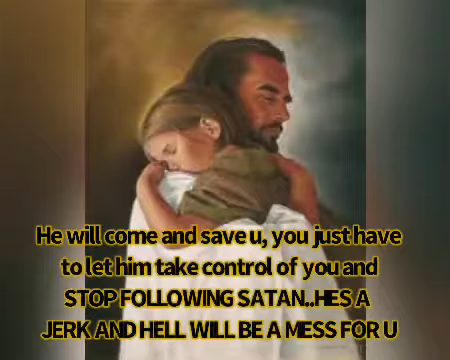 He will come and save u, you just have
to let him take control of you and
STOP FOLLOWING SATAN..HES A
JERK AND HELL WILL BE A MESS FOR U